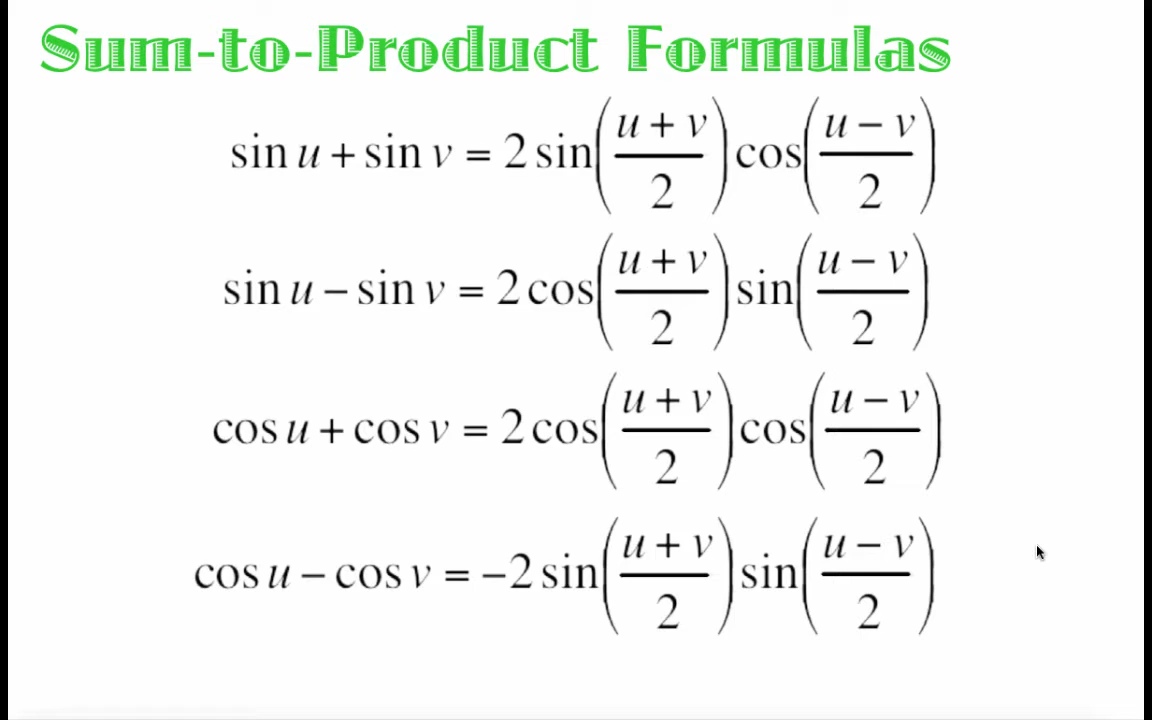 Sum-to-Product Formulas
sin u + sin v = 2 sin((u + v)/2) cos((u − v)/2)
sin u − sin v = 2 cos((u + v)/2) sin((u − v)/2)
cos u + cos v = 2 cos((u + v)/2) cos((u − v)/2)
cos u − cos v = −2 sin((u + v)/2) sin((u − v)/2)